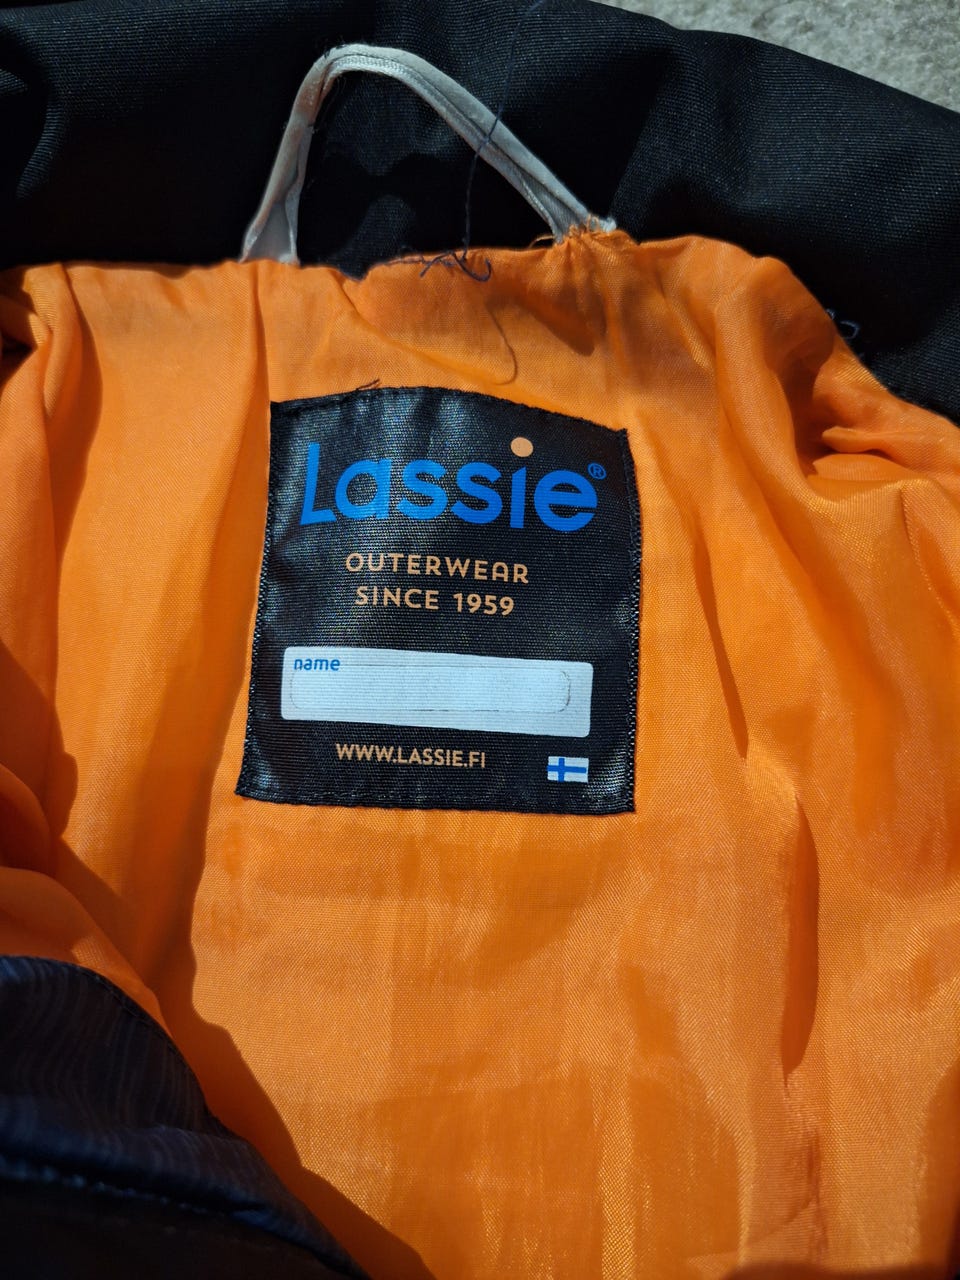 Lassie®
OUTERWEAR
SINCE 1959
name
WWW.LASSIE.FI